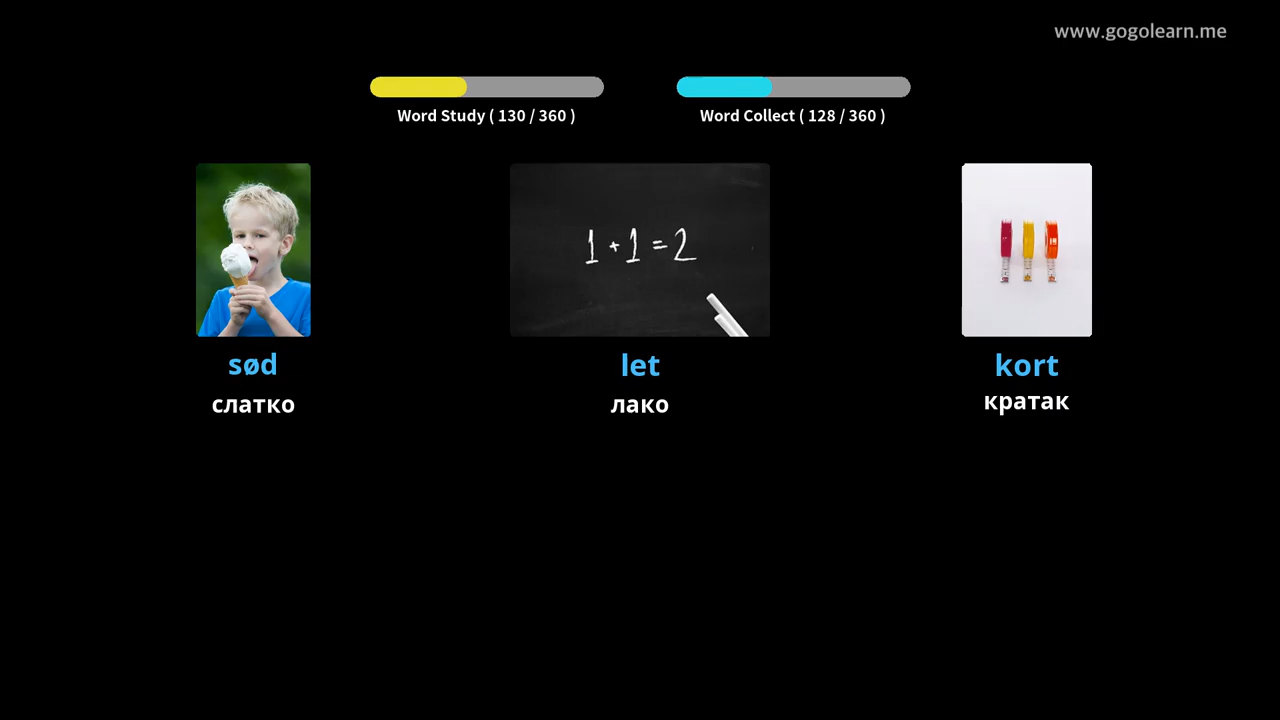 www.gogolearn.me
Word Study ( 130 / 360 )
Word Collect ( 128 / 360 )
1 + 1 = 2
sød
let
kort
слатко
лако
кратак